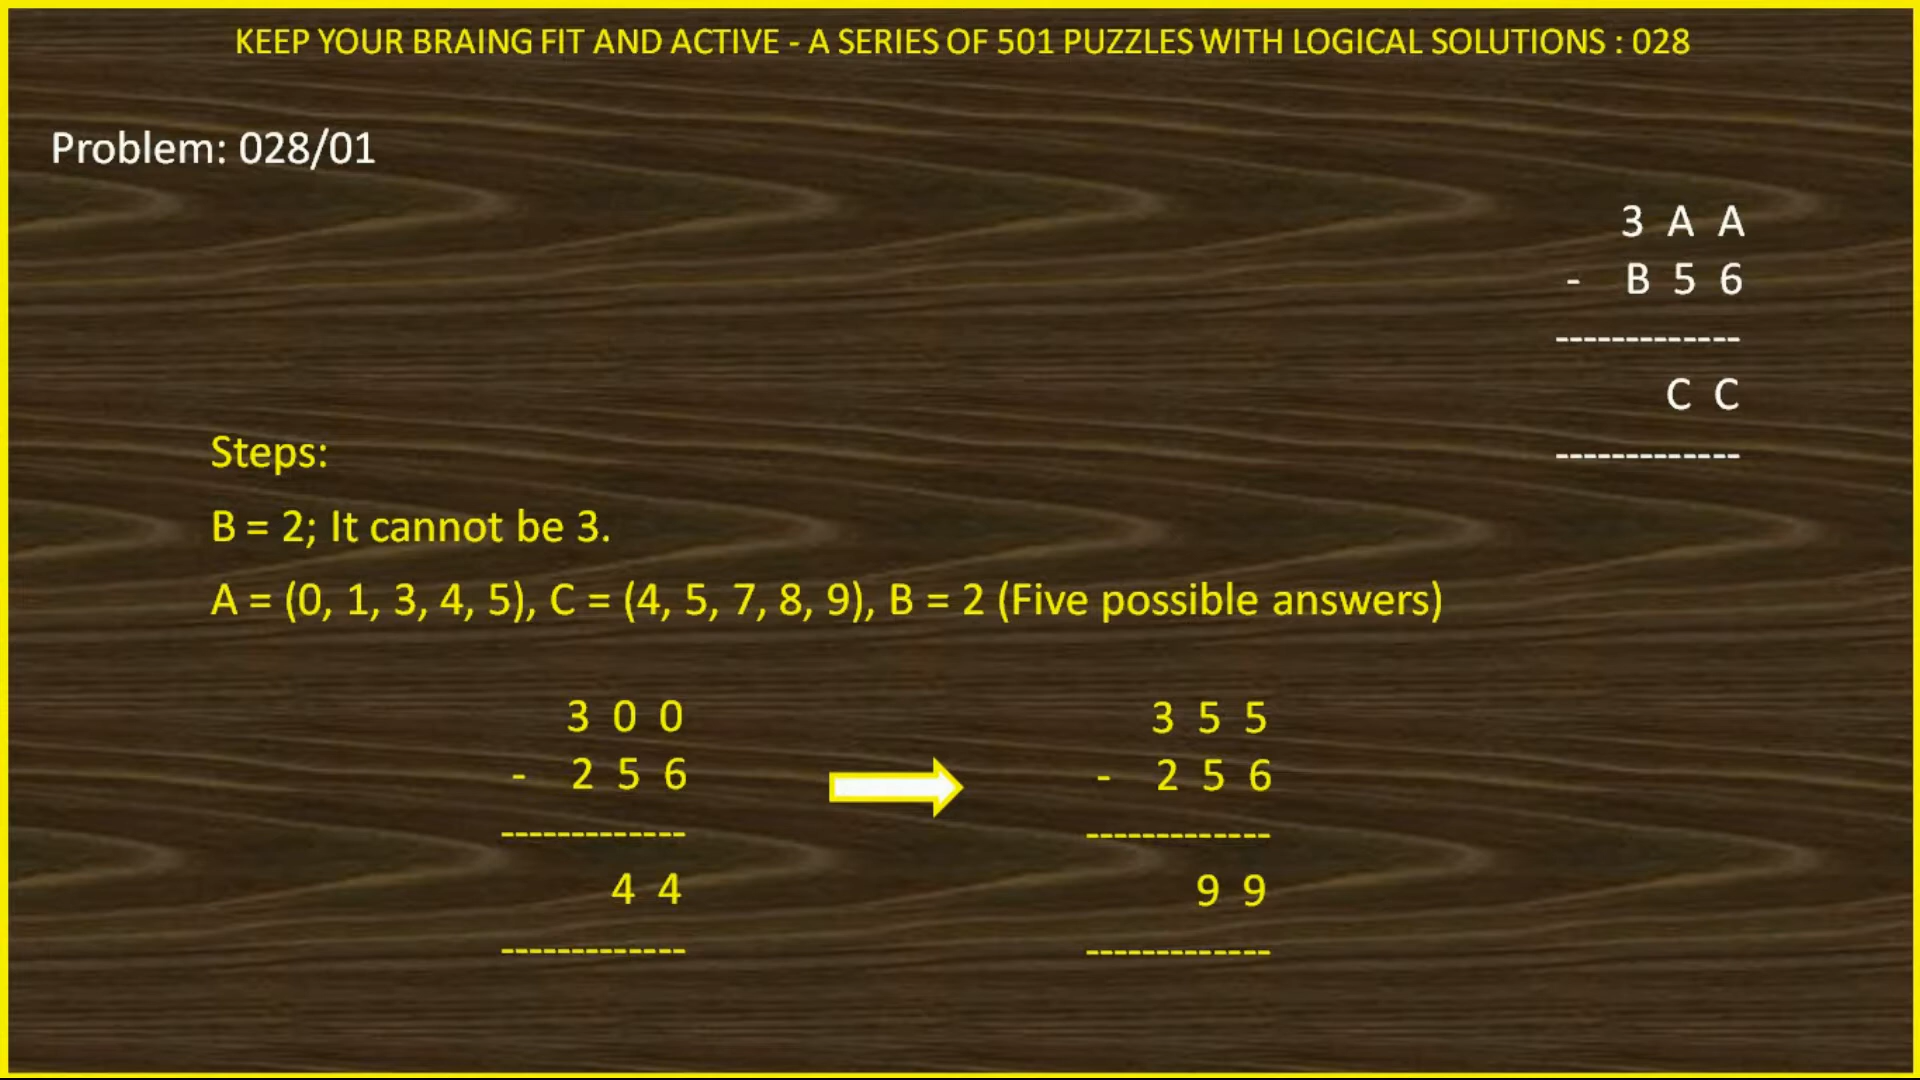 KEEP YOUR BRAING FIT AND ACTIVE - A SERIES OF 501 PUZZLES WITH LOGICAL SOLUTIONS : 028
Problem: 028/01
3 A A
- B 5 6
-------------
C C
-------------
Steps:
B = 2; It cannot be 3.
A = (0, 1, 3, 4, 5), C = (4, 5, 7, 8, 9), B = 2 (Five possible answers)
3 0 0
- 2 5 6
-------------
4 4
-------------
3 5 5
- 2 5 6
-------------
9 9
-------------